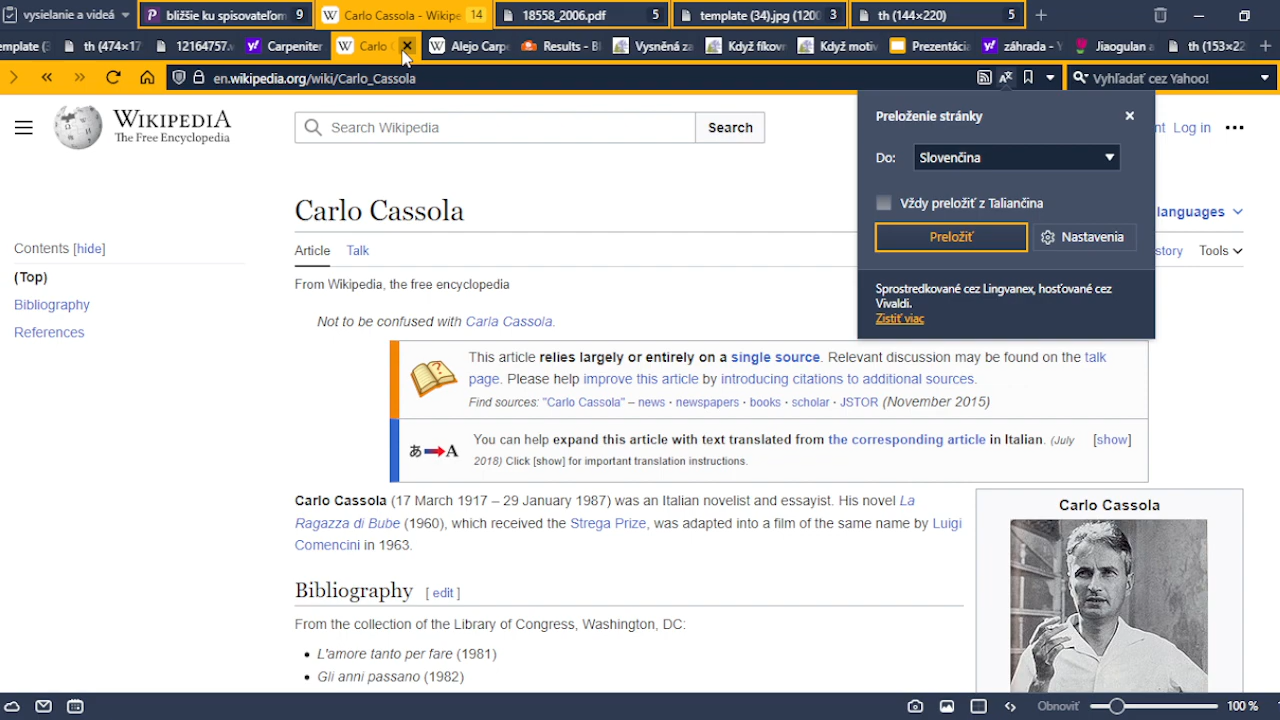 vysielanie a videá
bližšie ku spisovateľom 9
Carlo Cassola - Wikipe 14
18558_2006.pdf 5
template (34).jpg (120 3
th (144×220) 5
emplate (3
th (474×17
12164757.v
Carpenter
Carlo
Alejo Carpe
Results - Bl
Vysněná za
Když fíkov
Když motiv
Prezentácia
záhrada - Y
Jiaogulan a
th (153×22
en.wikipedia.org/wiki/Carlo_Cassola
Vyhľadať cez Yahoo!
WIKIPEDIA
The Free Encyclopedia
Search Wikipedia
Search
nt Log in
Preloženie stránky
Do: Slovenčina
Vždy preložiť z Taliančina
Preložiť
Nastavenia
Sprostredkované cez Lingvanex, hosťované cez
Vivaldi.
Zistiť viac
Carlo Cassola
languages
Contents [hide]
(Top)
Bibliography
References
Article Talk
story Tools
From Wikipedia, the free encyclopedia
Not to be confused with Carla Cassola.
This article relies largely or entirely on a single source. Relevant discussion may be found on the talk
page. Please help improve this article by introducing citations to additional sources.
Find sources: "Carlo Cassola" – news · newspapers · books · scholar · JSTOR (November 2015)
You can help expand this article with text translated from the corresponding article in Italian. (July [show]
2018) Click [show] for important translation instructions.
Carlo Cassola (17 March 1917 – 29 January 1987) was an Italian novelist and essayist. His novel La
Ragazza di Bube (1960), which received the Strega Prize, was adapted into a film of the same name by Luigi
Comencini in 1963.
Carlo Cassola
Bibliography [ edit ]
From the collection of the Library of Congress, Washington, DC:
• L'amore tanto per fare (1981)
• Gli anni passano (1982)
Obnoviť
100 %